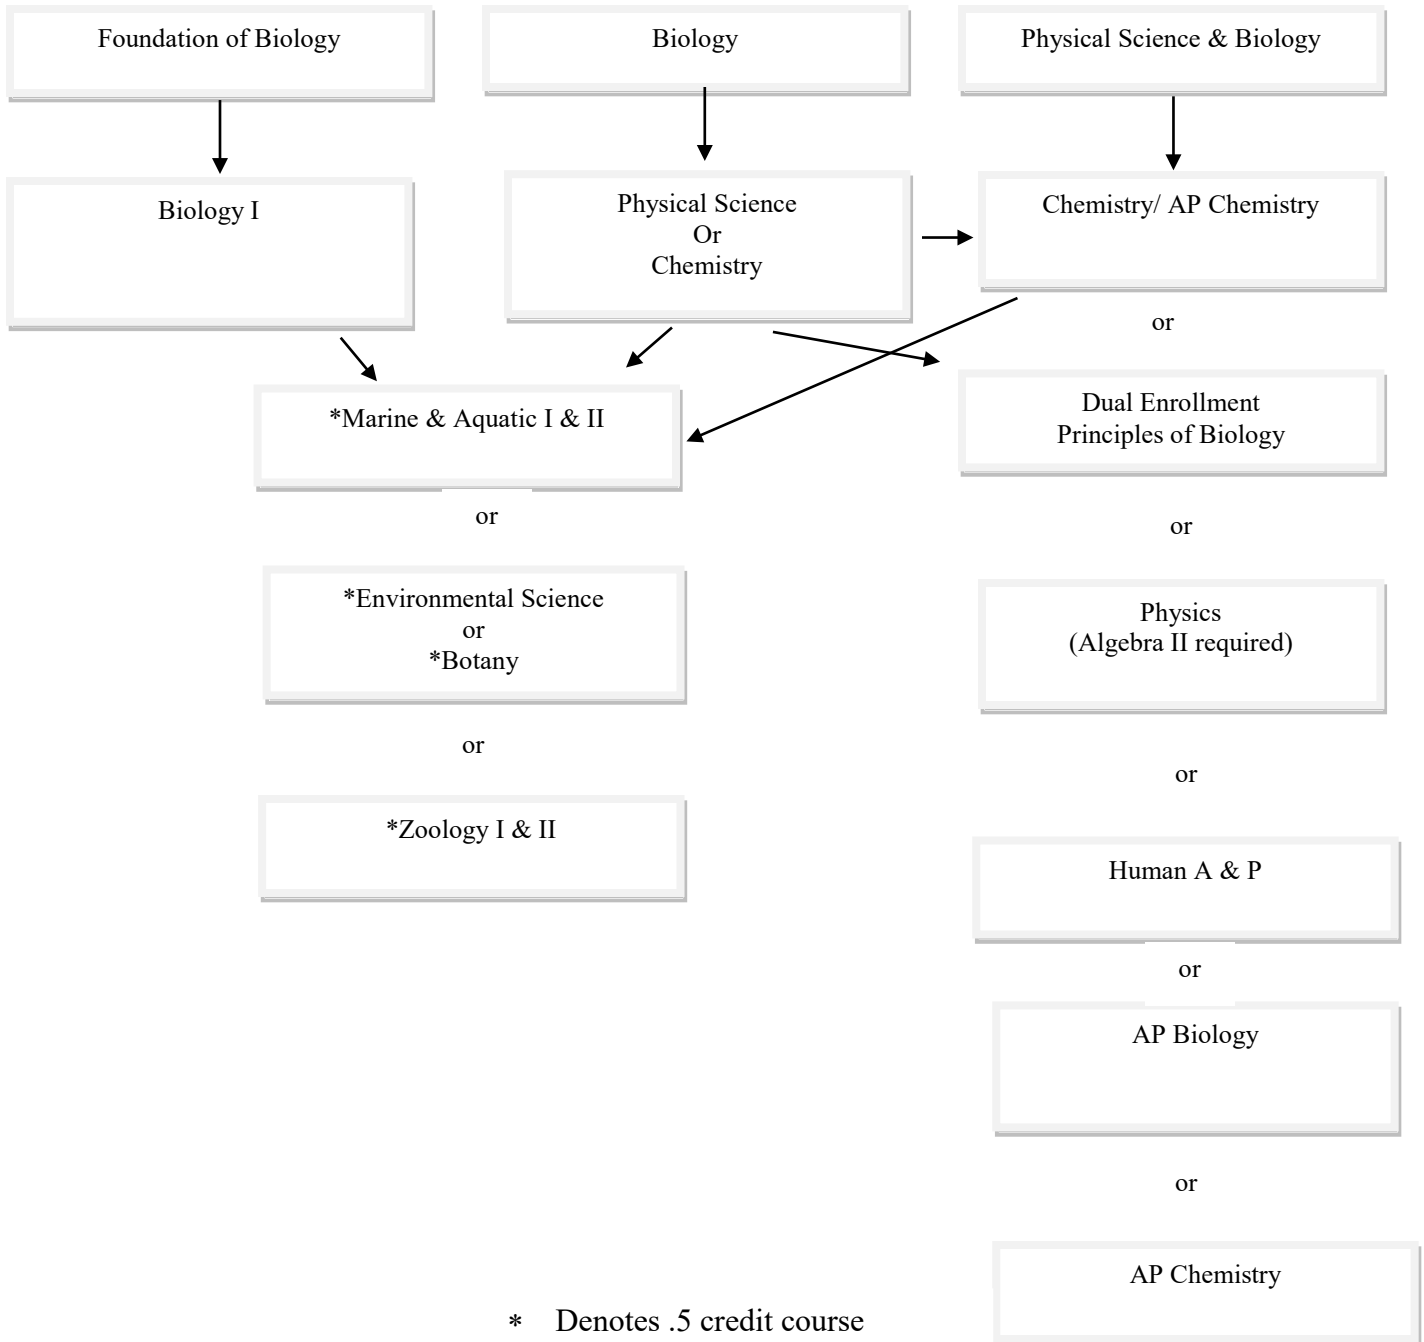 Foundation of Biology
Biology
Physical Science & Biology
Biology I
Physical Science
Or
Chemistry
Chemistry/ AP Chemistry
or
*Marine & Aquatic I & II
Dual Enrollment
Principles of Biology
or
or
*Environmental Science
or
*Botany
Physics
(Algebra II required)
or
or
*Zoology I & II
Human A & P
or
AP Biology
or
AP Chemistry
* Denotes .5 credit course